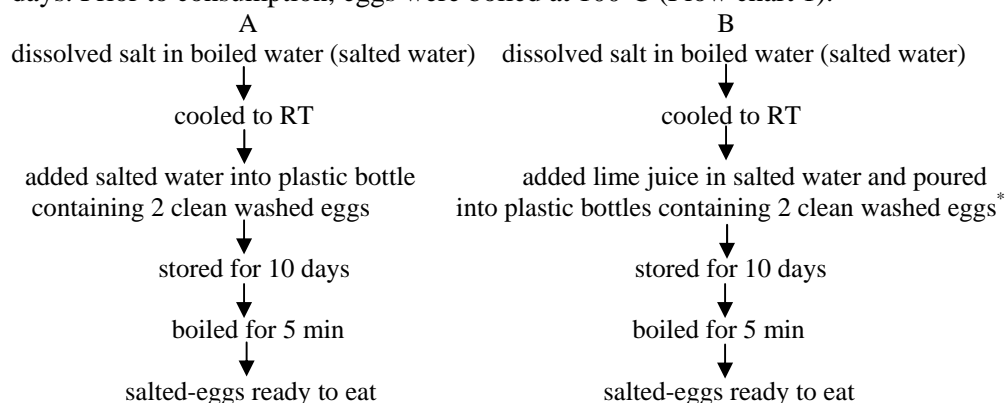 days. Prior to consumption, eggs were boiled at 100°C (Flow chart 1).
A
dissolved salt in boiled water (salted water)
cooled to RT
added salted water into plastic bottle
containing 2 clean washed eggs
stored for 10 days
boiled for 5 min
salted-eggs ready to eat
B
dissolved salt in boiled water (salted water)
cooled to RT
added lime juice in salted water and poured
into plastic bottles containing 2 clean washed eggs*
stored for 10 days
boiled for 5 min
salted-eggs ready to eat